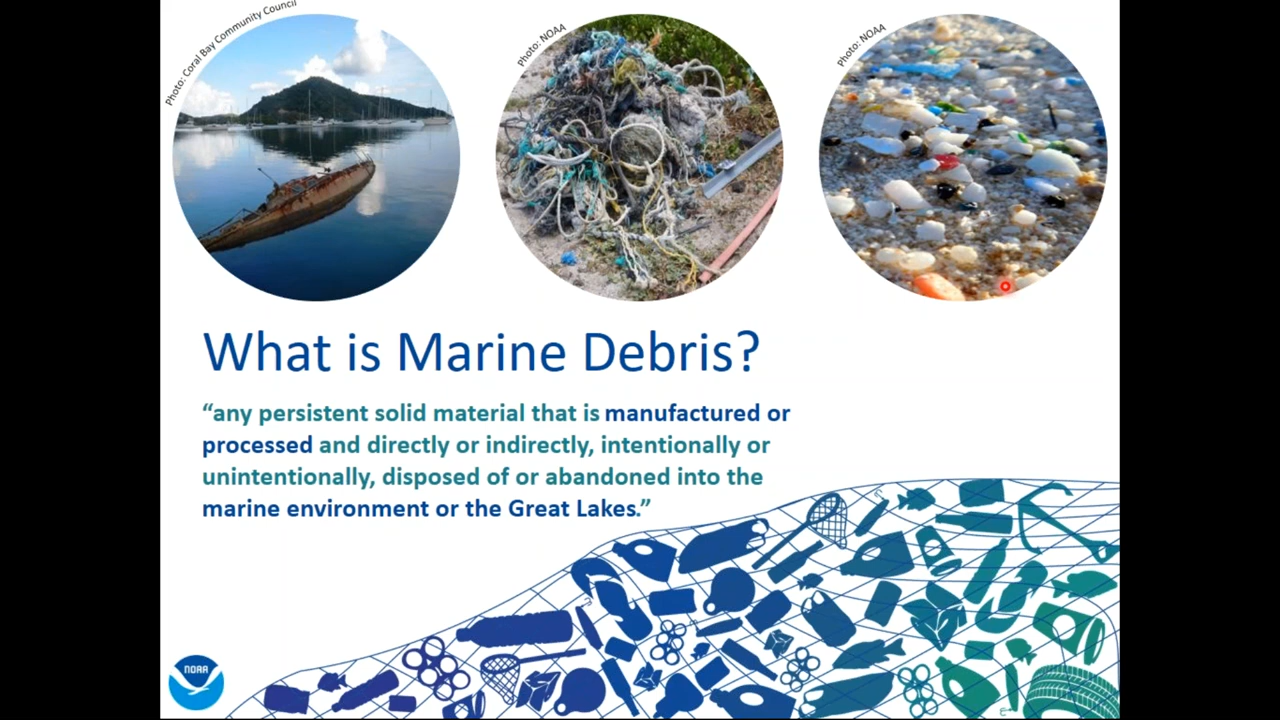 Photo: Coral Bay Community Council
Photo: NOAA
Photo: NOAA
What is Marine Debris?
“any persistent solid material that is manufactured or
processed and directly or indirectly, intentionally or
unintentionally, disposed of or abandoned into the
marine environment or the Great Lakes.”
NOAA